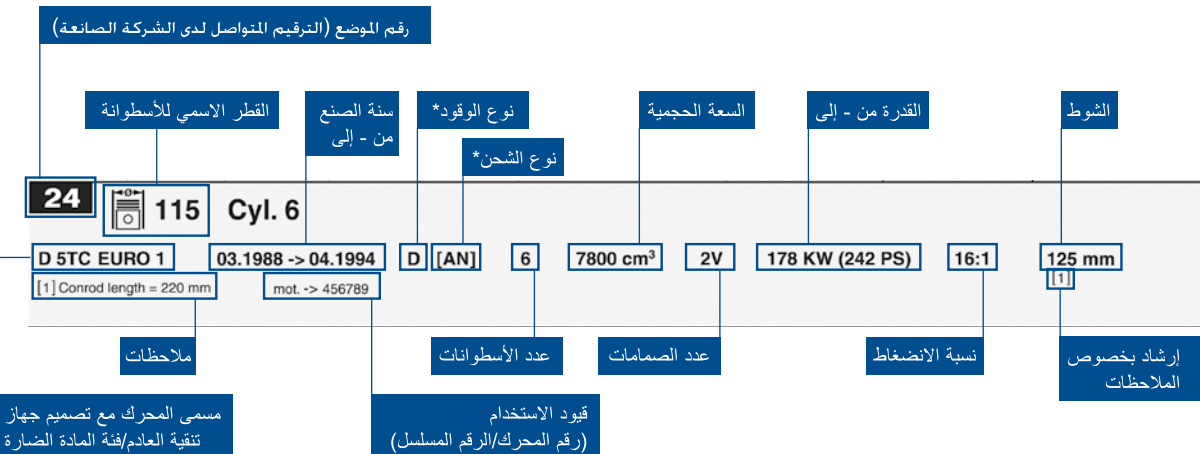 رقم الموضع (الترقيم المتواصل لدى الشركة الصانعة)
القطر الاسمي للأسطوانة
سنة الصنع
من - إلى
نوع الوقود*
نوع الشحن*
السعة الحجمية
القدرة من - إلى
الشوط
24
115 Cyl. 6
D 5TC EURO 1 03.1988 -> 04.1994 D [AN] 6 7800 cm³ 2V 178 KW (242 PS) 16:1 125 mm
[1] Conrod length = 220 mm mot. -> 456789 [1]
ملاحظات
عدد الأسطوانات
عدد الصمامات
نسبة الانضغاط
إرشاد بخصوص
الملاحظات
مسمى المحرك مع تصميم جهاز
تنقية العادم/فئة المادة الضارة
قيود الاستخدام
(رقم المحرك/الرقم المسلسل)